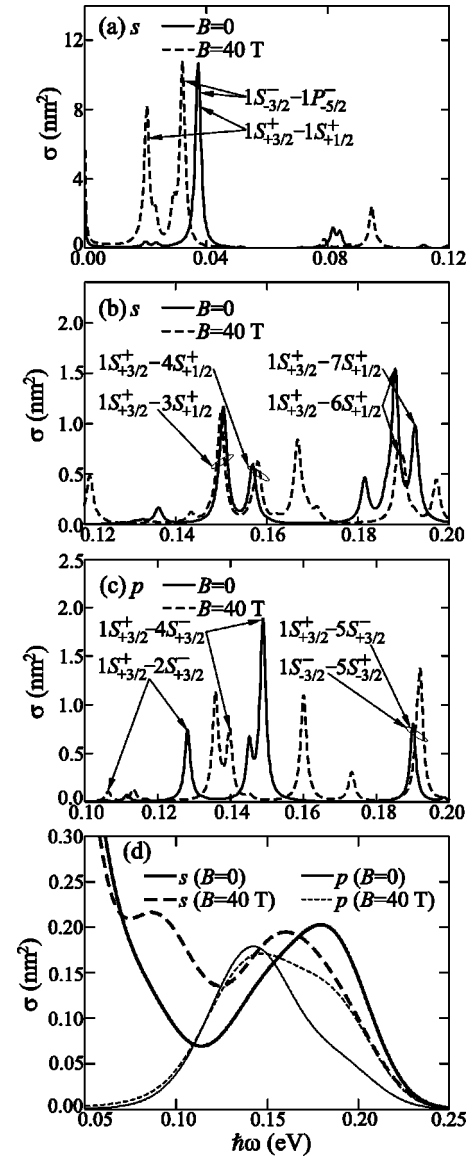 (a) s
B=0
B=40 T
12
8
4
0
σ (nm²)
1S⁻₋₃/₂−1P⁻₋₅/₂
1S⁺₊₃/₂−1S⁺₊₁/₂
0.00 0.04 0.08 0.12
(b) s
B=0
B=40 T
2.0
1.5
1.0
0.5
0.0
σ (nm²)
1S⁺₊₃/₂−4S⁺₊₁/₂ 1S⁺₊₃/₂−7S⁺₊₁/₂
1S⁺₊₃/₂−3S⁺₊₁/₂ 1S⁺₊₃/₂−6S⁺₊₁/₂
0.12 0.14 0.16 0.18 0.20
(c) p
B=0
B=40 T
2.5
2.0
1.5
1.0
0.5
0.0
σ (nm²)
1S⁺₊₃/₂−4S⁻₊₃/₂ 1S⁺₊₃/₂−5S⁻₋₃/₂
1S⁺₊₃/₂−2S⁻₊₃/₂ 1S⁻₋₃/₂−5S⁺₋₃/₂
0.10 0.12 0.14 0.16 0.18 0.20
(d)
s (B=0) p (B=0)
s (B=40 T) p (B=40 T)
0.30
0.25
0.20
0.15
0.10
0.05
0.00
σ (nm²)
0.05 0.10 0.15 0.20 0.25
ħω (eV)